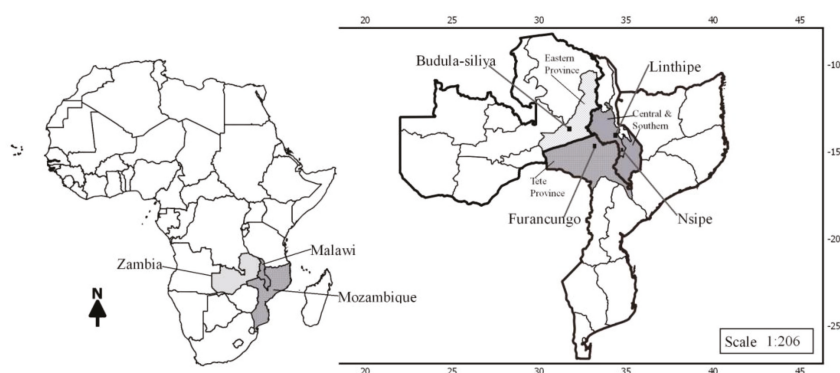 Zambia
Malawi
Mozambique
N
20 25 30 35 40 45
Budula-siliya
Eastern
Province
Linthipe
Central &
Southern
Tete
Province
Furancungo
Nsipe
-10
-15
-20
-25
Scale 1:206
20 25 30 35 40 45